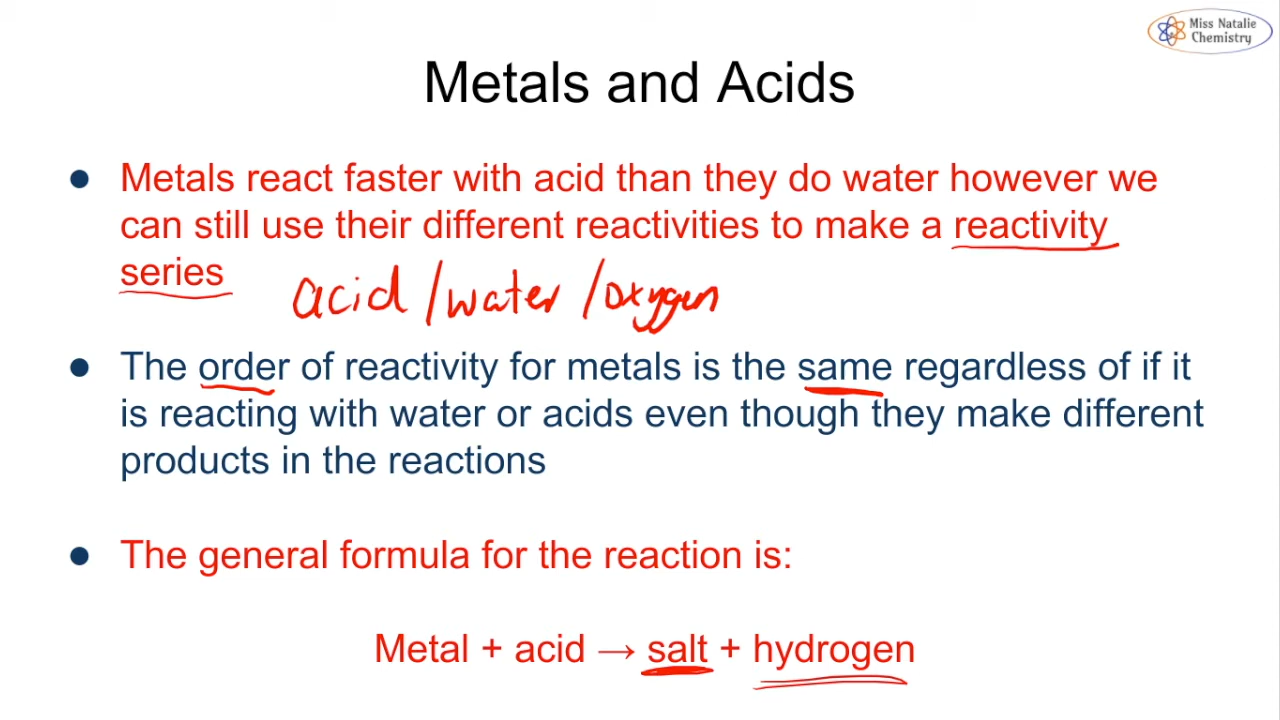 Miss Natalie
Chemistry
Metals and Acids
● Metals react faster with acid than they do water however we
can still use their different reactivities to make a reactivity
series
acid / water / oxygen
● The order of reactivity for metals is the same regardless of if it
is reacting with water or acids even though they make different
products in the reactions
● The general formula for the reaction is:
Metal + acid → salt + hydrogen